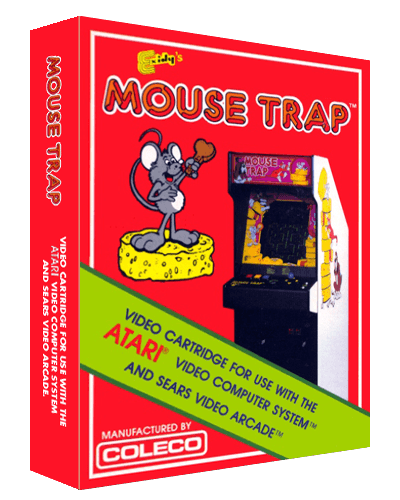 Exidy's
MOUSE TRAP™
MOUSE
TRAP
VIDEO CARTRIDGE FOR USE WITH THE
ATARI® VIDEO COMPUTER SYSTEM™
AND SEARS VIDEO ARCADE™
MANUFACTURED BY
COLECO
MOUSE TRAP
VIDEO CARTRIDGE FOR USE WITH THE
ATARI VIDEO COMPUTER SYSTEM
AND SEARS VIDEO ARCADE.